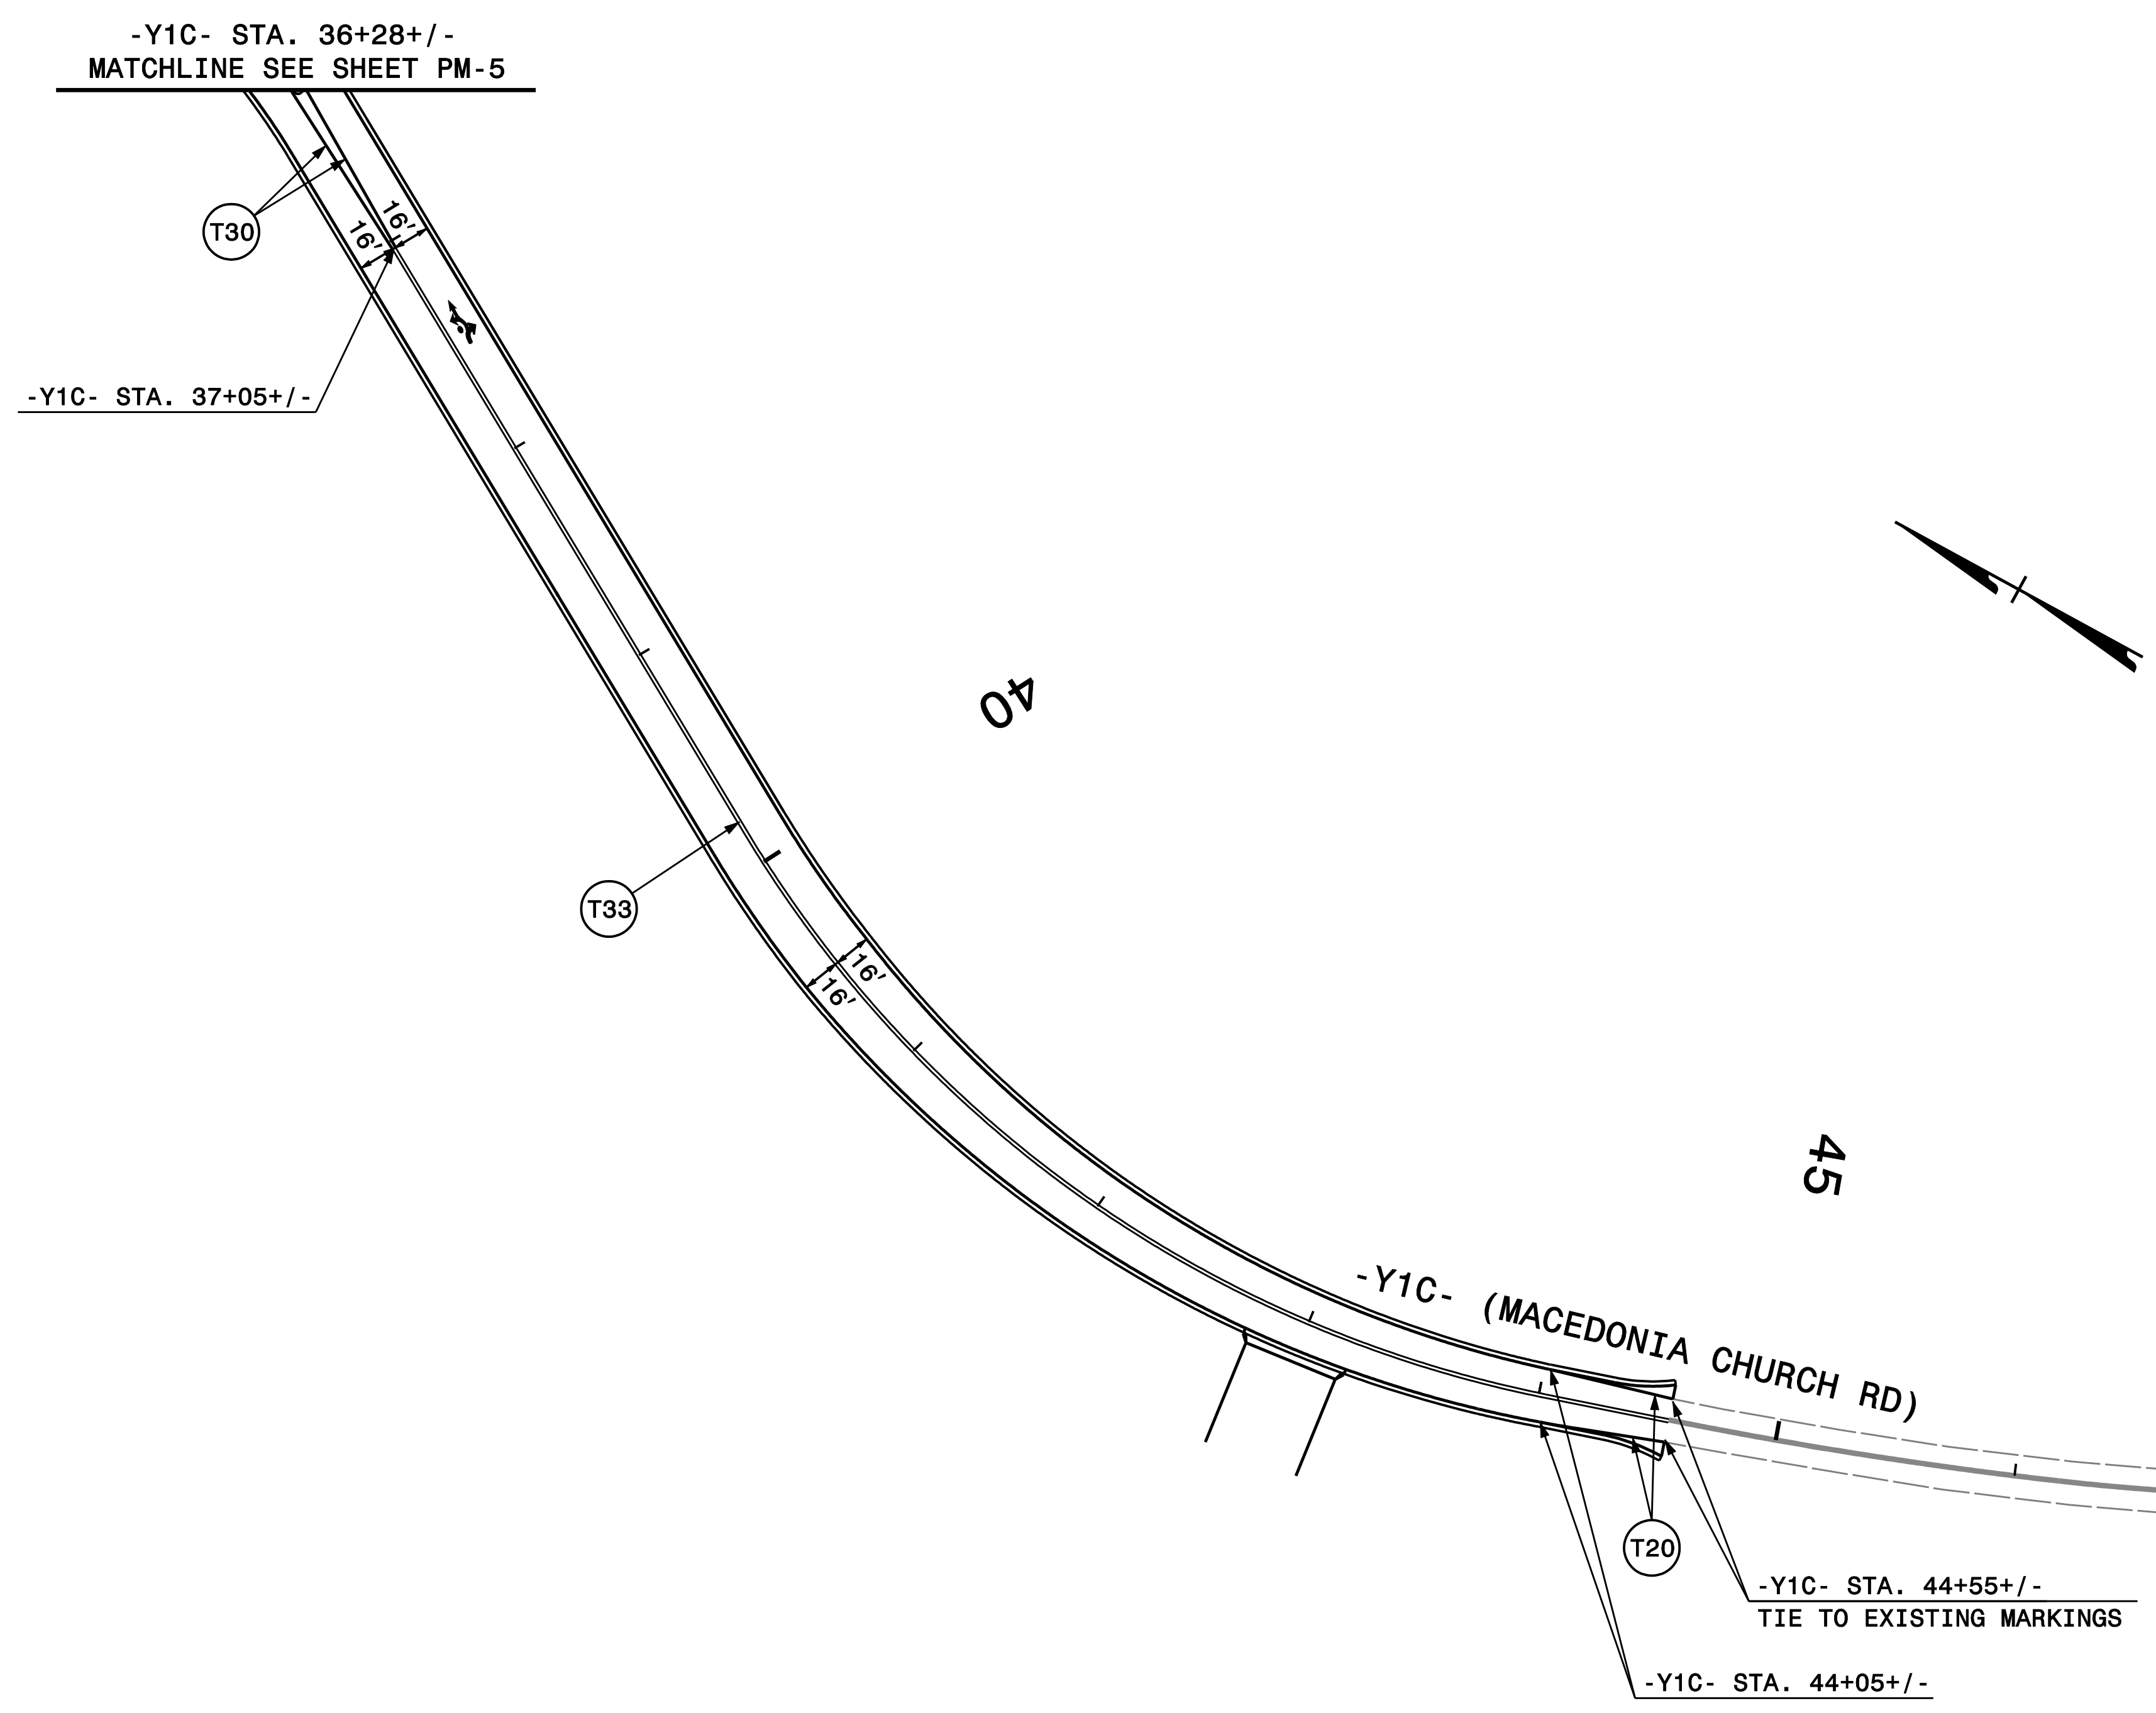 -Y1C- STA. 36+28+/-
MATCHLINE SEE SHEET PM-5
T30
16'
16'
-Y1C- STA. 37+05+/-
40
T33
16'
16'
45
-Y1C- (MACEDONIA CHURCH RD)
T20
-Y1C- STA. 44+55+/-
TIE TO EXISTING MARKINGS
-Y1C- STA. 44+05+/-